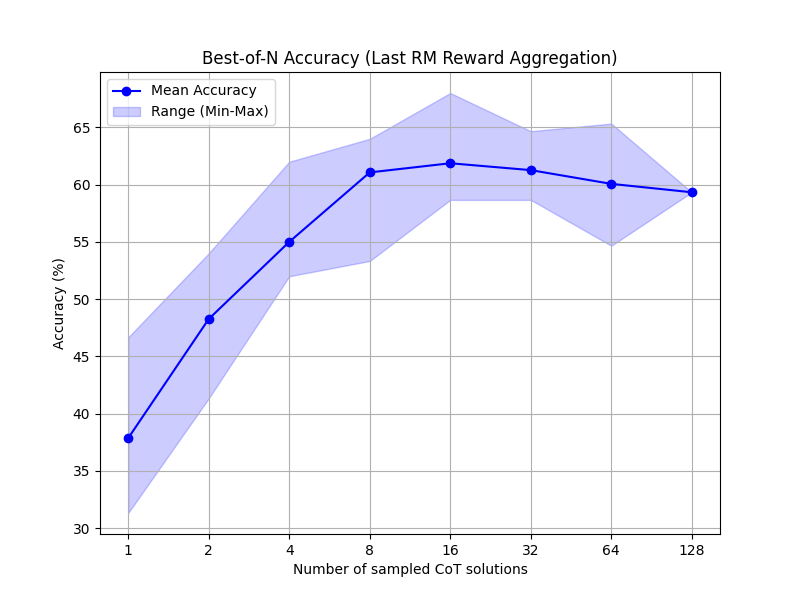 Best-of-N Accuracy (Last RM Reward Aggregation)
Mean Accuracy
Range (Min-Max)
Accuracy (%)
65
60
55
50
45
40
35
30
1 2 4 8 16 32 64 128
Number of sampled CoT solutions